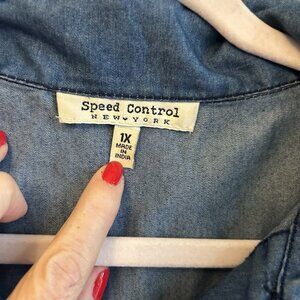 Speed Control
NEW♥YORK
1X
MADE
IN
INDIA